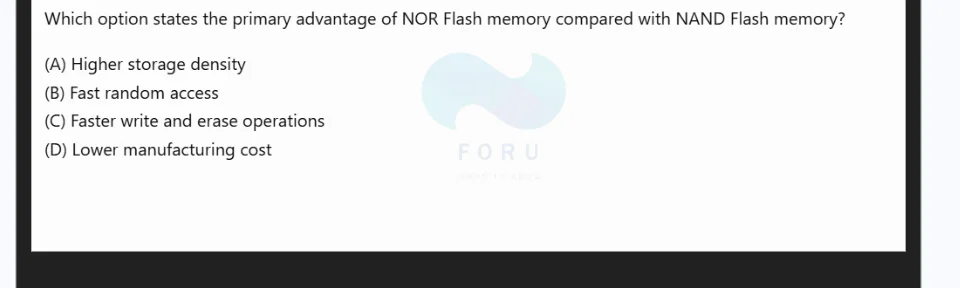 Which option states the primary advantage of NOR Flash memory compared with NAND Flash memory?
(A) Higher storage density
(B) Fast random access
(C) Faster write and erase operations
(D) Lower manufacturing cost
FORU